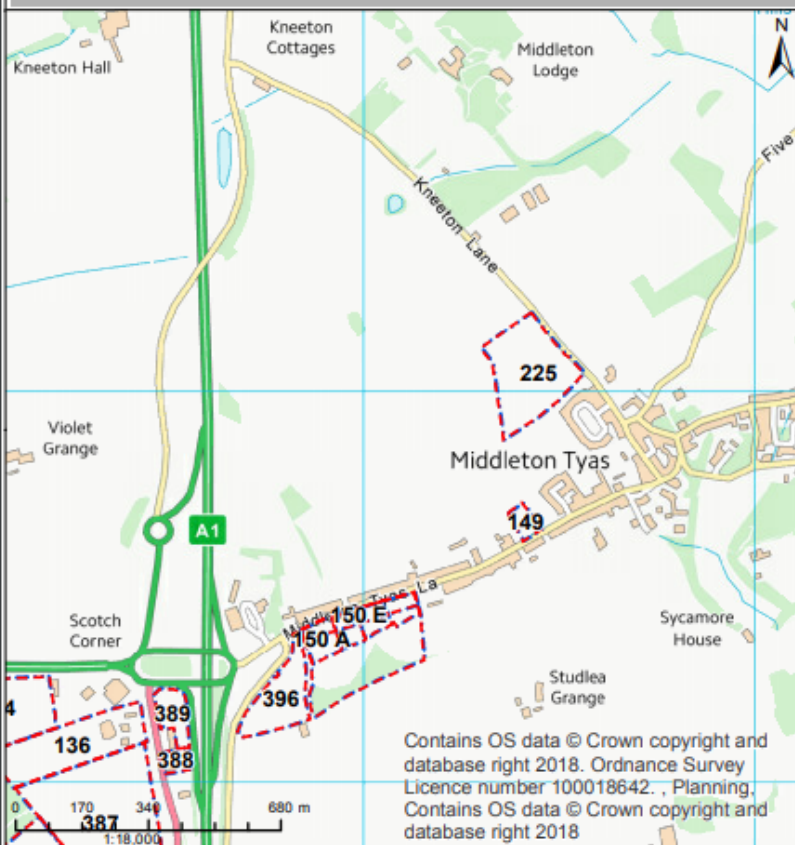 Kneeton
Cottages
N
Kneeton Hall
Middleton
Lodge
Five
Kneeton Lane
225
Violet
Grange
Middleton Tyas
149
A1
Scotch
Corner
Tyas La
150 E
150 A
Sycamore
House
Studlea
Grange
396
4
389
136
388
Contains OS data © Crown copyright and
database right 2018. Ordnance Survey
Licence number 100018642. , Planning,
Contains OS data © Crown copyright and
database right 2018
0 170 340 680 m
387
1:18,000